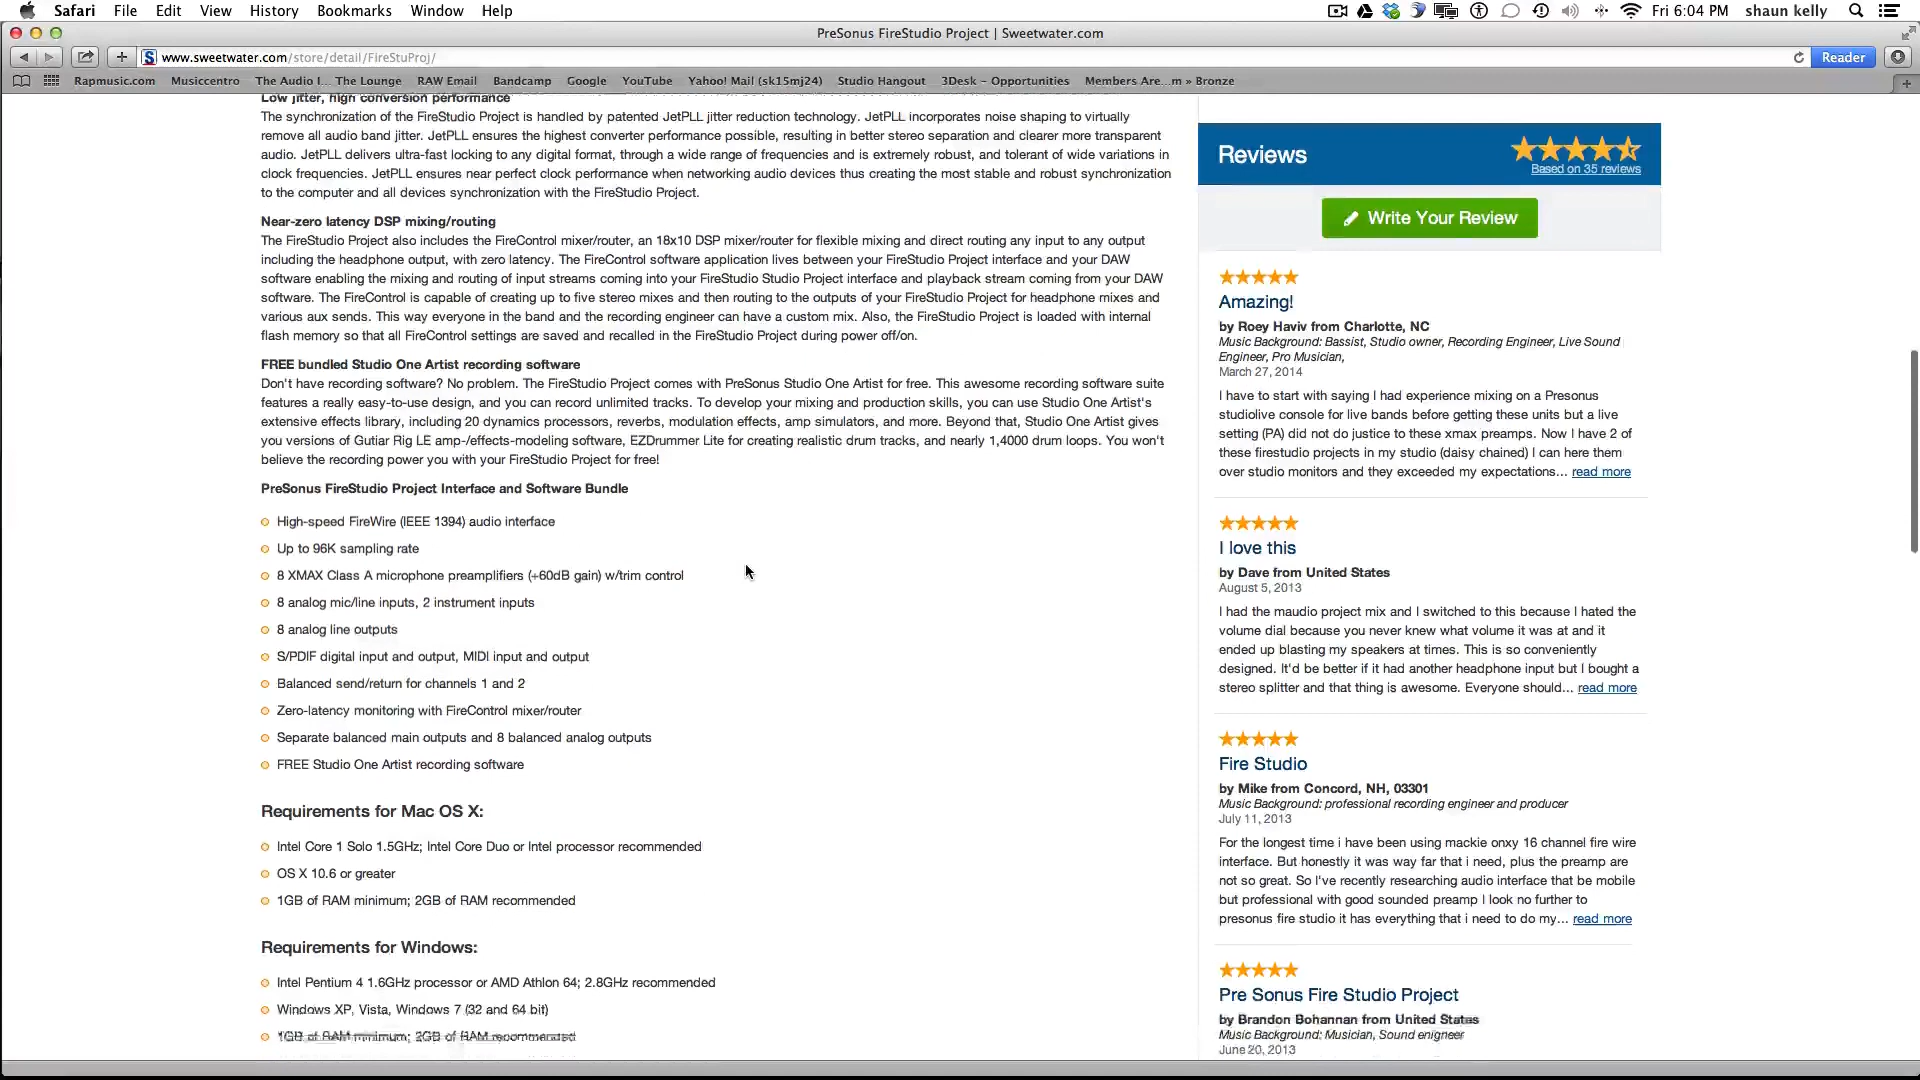 Safari File Edit View History Bookmarks Window Help Fri 6:04 PM shaun kelly
PreSonus FireStudio Project | Sweetwater.com
www.sweetwater.com/store/detail/FireStuProj/ Reader
Rapmusic.com Musiccentro The Audio I... The Lounge RAW Email Bandcamp Google YouTube Yahoo! Mail (sk15mj24) Studio Hangout 3Desk – Opportunities Members Are...m » Bronze
Low jitter, high conversion performance
The synchronization of the FireStudio Project is handled by patented JetPLL jitter reduction technology. JetPLL incorporates noise shaping to virtually
remove all audio band jitter. JetPLL ensures the highest converter performance possible, resulting in better stereo separation and clearer more transparent
audio. JetPLL delivers ultra-fast locking to any digital format, through a wide range of frequencies and is extremely robust, and tolerant of wide variations in
clock frequencies. JetPLL ensures near perfect clock performance when networking audio devices thus creating the most stable and robust synchronization
to the computer and all devices synchronization with the FireStudio Project.
Near-zero latency DSP mixing/routing
The FireStudio Project also includes the FireControl mixer/router, an 18x10 DSP mixer/router for flexible mixing and direct routing any input to any output
including the headphone output, with zero latency. The FireControl software application lives between your FireStudio Project interface and your DAW
software enabling the mixing and routing of input streams coming into your FireStudio Studio Project interface and playback stream coming from your DAW
software. The FireControl is capable of creating up to five stereo mixes and then routing to the outputs of your FireStudio Project for headphone mixes and
various aux sends. This way everyone in the band and the recording engineer can have a custom mix. Also, the FireStudio Project is loaded with internal
flash memory so that all FireControl settings are saved and recalled in the FireStudio Project during power off/on.
FREE bundled Studio One Artist recording software
Don't have recording software? No problem. The FireStudio Project comes with PreSonus Studio One Artist for free. This awesome recording software suite
features a really easy-to-use design, and you can record unlimited tracks. To develop your mixing and production skills, you can use Studio One Artist's
extensive effects library, including 20 dynamics processors, reverbs, modulation effects, amp simulators, and more. Beyond that, Studio One Artist gives
you versions of Gutiar Rig LE amp-/effects-modeling software, EZDrummer Lite for creating realistic drum tracks, and nearly 1,4000 drum loops. You won't
believe the recording power you with your FireStudio Project for free!
PreSonus FireStudio Project Interface and Software Bundle
High-speed FireWire (IEEE 1394) audio interface
Up to 96K sampling rate
8 XMAX Class A microphone preamplifiers (+60dB gain) w/trim control
8 analog mic/line inputs, 2 instrument inputs
8 analog line outputs
S/PDIF digital input and output, MIDI input and output
Balanced send/return for channels 1 and 2
Zero-latency monitoring with FireControl mixer/router
Separate balanced main outputs and 8 balanced analog outputs
FREE Studio One Artist recording software
Requirements for Mac OS X:
Intel Core 1 Solo 1.5GHz; Intel Core Duo or Intel processor recommended
OS X 10.6 or greater
1GB of RAM minimum; 2GB of RAM recommended
Requirements for Windows:
Intel Pentium 4 1.6GHz processor or AMD Athlon 64; 2.8GHz recommended
Windows XP, Vista, Windows 7 (32 and 64 bit)
1GB of RAM minimum; 2GB of RAM recommended
Reviews
Based on 35 reviews
Write Your Review
Amazing!
by Roey Haviv from Charlotte, NC
Music Background: Bassist, Studio owner, Recording Engineer, Live Sound
Engineer, Pro Musician,
March 27, 2014
I have to start with saying I had experience mixing on a Presonus
studiolive console for live bands before getting these units but a live
setting (PA) did not do justice to these xmax preamps. Now I have 2 of
these firestudio projects in my studio (daisy chained) I can here them
over studio monitors and they exceeded my expectations... read more
I love this
by Dave from United States
August 5, 2013
I had the maudio project mix and I switched to this because I hated the
volume dial because you never knew what volume it was at and it
ended up blasting my speakers at times. This is so conveniently
designed. It'd be better if it had another headphone input but I bought a
stereo splitter and that thing is awesome. Everyone should... read more
Fire Studio
by Mike from Concord, NH, 03301
Music Background: professional recording engineer and producer
July 11, 2013
For the longest time i have been using mackie onxy 16 channel fire wire
interface. But honestly it was way far that i need, plus the preamp are
not so great. So I've recently researching audio interface that be mobile
but professional with good sounded preamp I look no further to
presonus fire studio it has everything that i need to do my... read more
Pre Sonus Fire Studio Project
by Brandon Bohannan from United States
Music Background: Musician, Sound enigneer
June 20, 2013